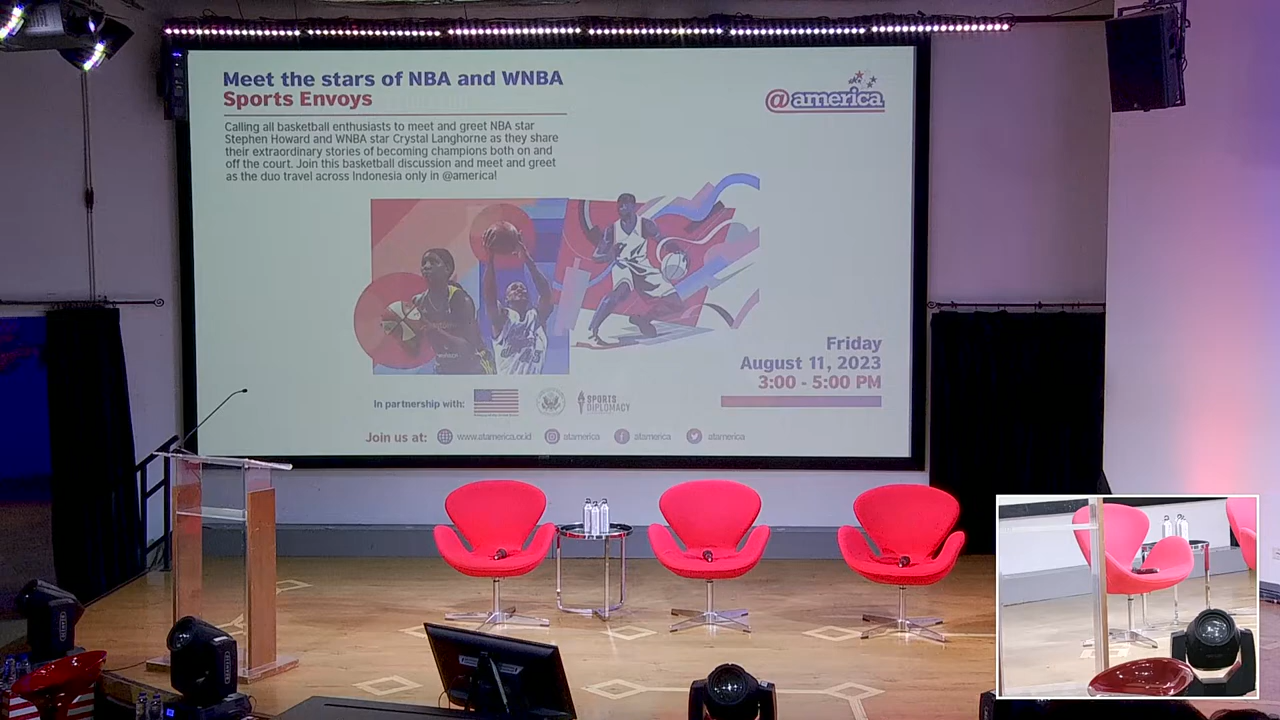 Meet the stars of NBA and WNBA
Sports Envoys
@america
Calling all basketball enthusiasts to meet and greet NBA star
Stephen Howard and WNBA star Crystal Langhorne as they share
their extraordinary stories of becoming champions both on and
off the court. Join this basketball discussion and meet and greet
as the duo travel across Indonesia only in @america!
Friday
August 11, 2023
3:00 - 5:00 PM
In partnership with:
SPORTS
DIPLOMACY
Join us at: www.atamerica.or.id atamerica atamerica atamerica